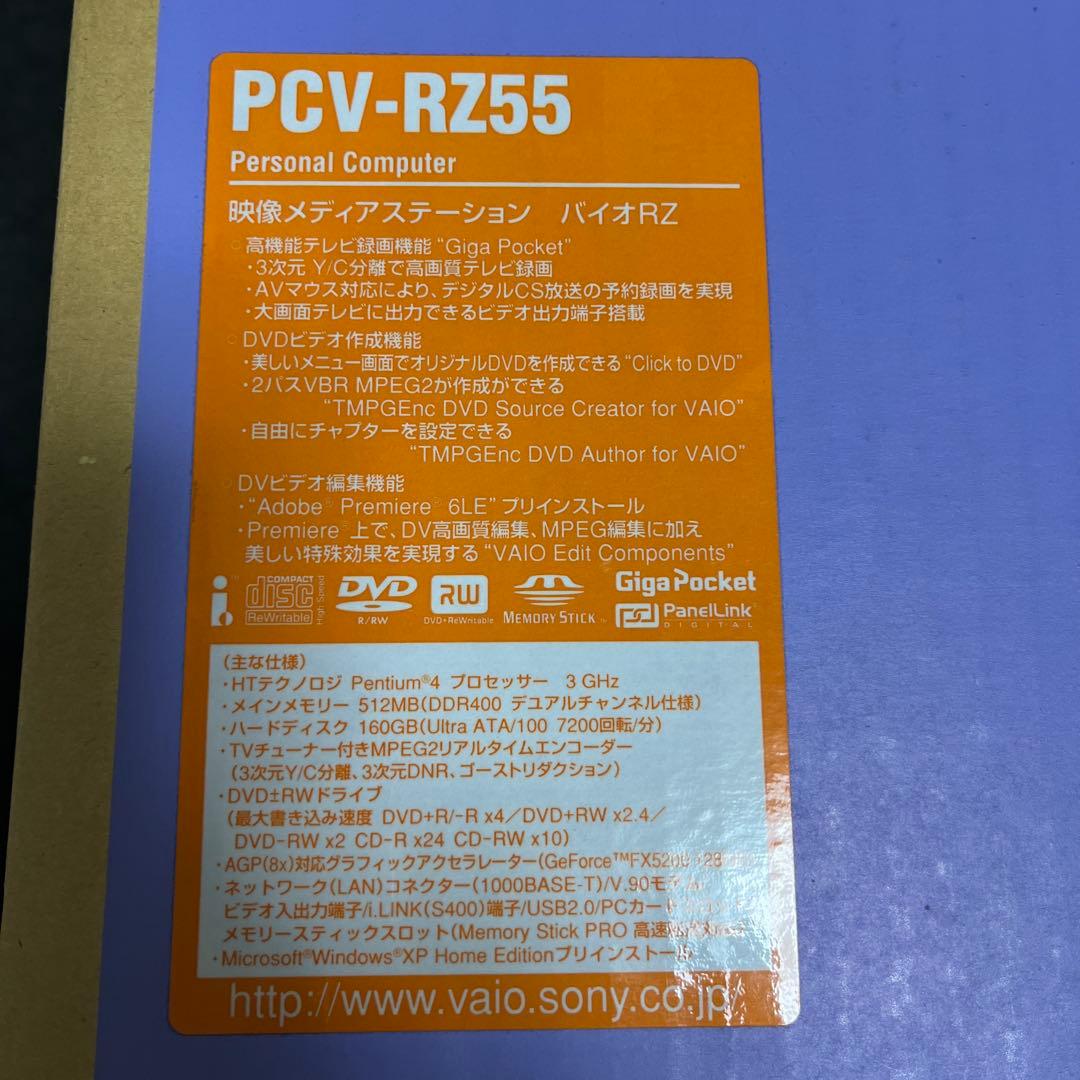 PCV-RZ55
Personal Computer
映像メディアステーション バイオRZ
○高機能テレビ録画機能 “Giga Pocket”
・3次元 Y/C分離で高画質テレビ録画
・AVマウス対応により、デジタルCS放送の予約録画を実現
・大画面テレビに出力できるビデオ出力端子搭載
○DVDビデオ作成機能
・美しいメニュー画面でオリジナルDVDを作成できる “Click to DVD”
・2パスVBR MPEG2が作成ができる
“TMPGEnc DVD Source Creator for VAIO”
・自由にチャプターを設定できる
“TMPGEnc DVD Author for VAIO”
○DVビデオ編集機能
・“Adobe® Premiere® 6LE” プリインストール
・Premiere®上で、DV高画質編集、MPEG編集に加え
美しい特殊効果を実現する “VAIO Edit Components”
i COMPACT disc ReWritable High Speed DVD R/RW RW DVD+ReWritable MEMORY STICK™ GigaPocket
PanelLink® DIGITAL
(主な仕様)
・HTテクノロジ Pentium®4 プロセッサー 3 GHz
・メインメモリー 512MB(DDR400 デュアルチャンネル仕様)
・ハードディスク 160GB(Ultra ATA/100 7200回転/分)
・TVチューナー付きMPEG2リアルタイムエンコーダー
(3次元Y/C分離、3次元DNR、ゴーストリダクション)
・DVD±RWドライブ
(最大書き込み速度 DVD+R/-R x4/DVD+RW x2.4/
DVD-RW x2 CD-R x24 CD-RW x10)
・AGP(8x)対応グラフィックアクセラレーター(GeForce™FX5200
・ネットワーク(LAN)コネクター(1000BASE-T)/V.90モデム
ビデオ入出力端子/i.LINK(S400)端子/USB2.0/PCカード
メモリースティックスロット(Memory Stick PRO 高速
・Microsoft®Windows®XP Home Editionプリインストール
http://www.vaio.sony.co.jp/